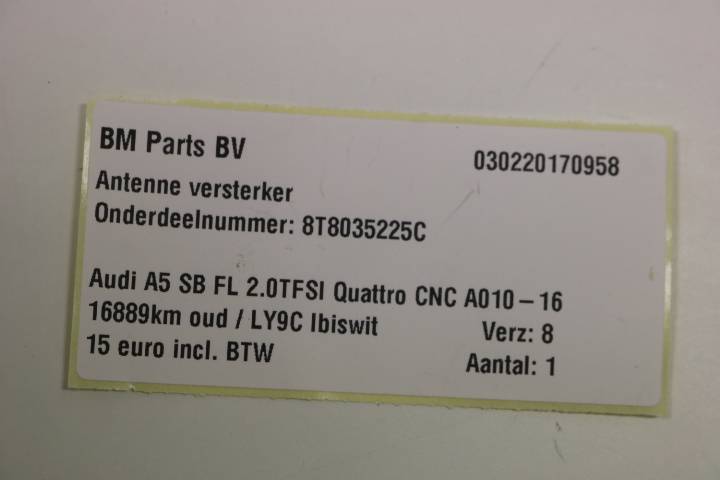 BM Parts BV
030220170958
Antenne versterker
Onderdeelnummer: 8T8035225C
Audi A5 SB FL 2.0TFSI Quattro CNC A010-16
16889km oud / LY9C Ibiswit
Verz: 8
15 euro incl. BTW
Aantal: 1